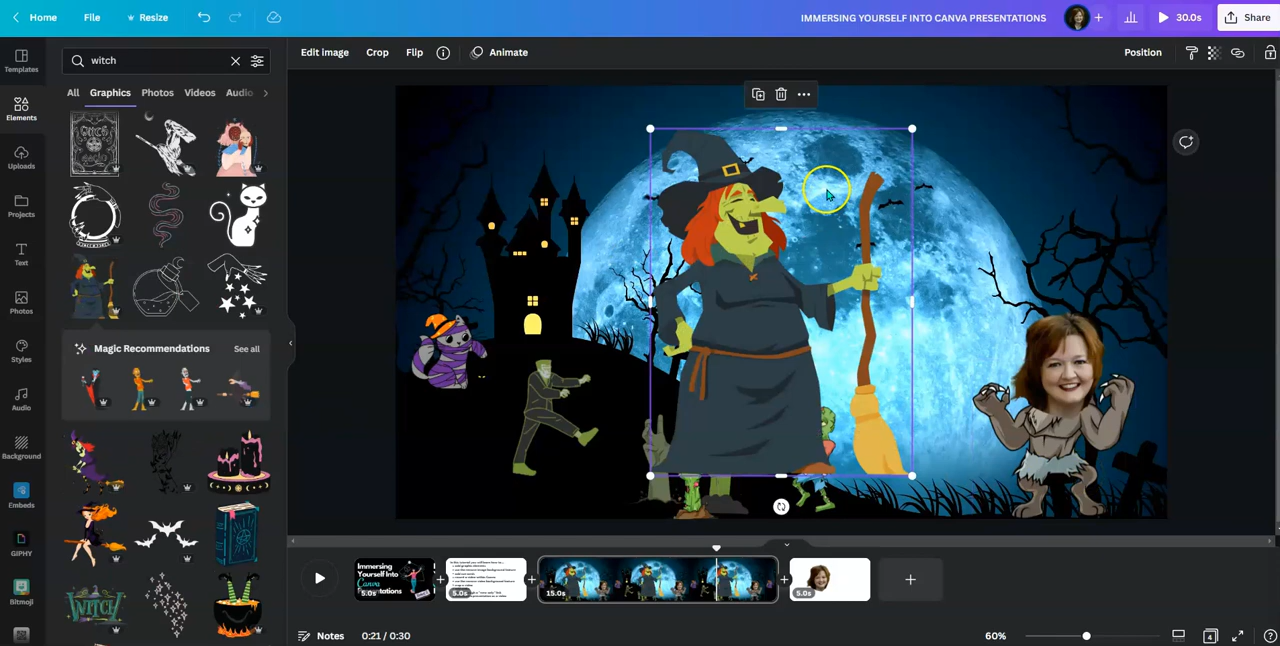 Home File Resize IMMERSING YOURSELF INTO CANVA PRESENTATIONS 30.0s Share
Templates
Elements
Uploads
Projects
Text
Photos
Styles
Audio
Background
Embeds
GIPHY
Bitmoji
witch
All Graphics Photos Videos Audio
Magic Recommendations See all
WITCH
Edit image Crop Flip Animate Position
Immersing
Yourself Into
Canva
Presentations
5.0s
5.0s
15.0s
5.0s
Notes 0:21 / 0:30 60%
4